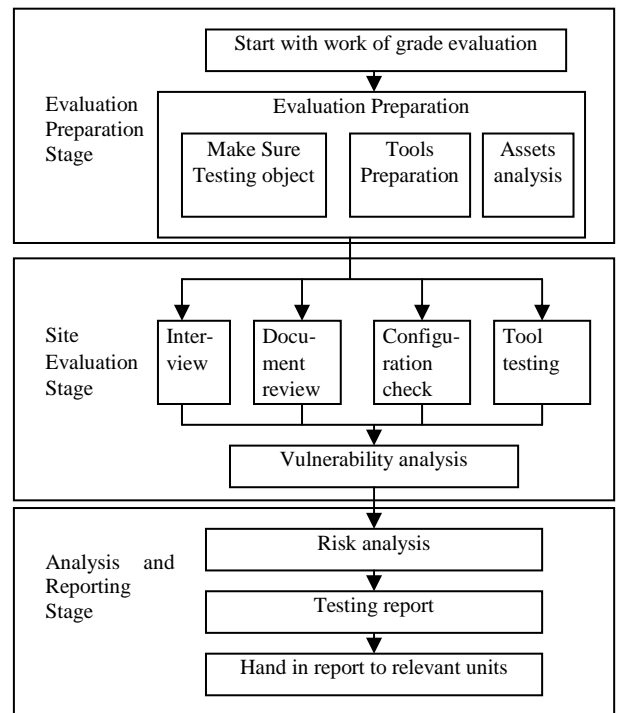 Start with work of grade evaluation
Evaluation
Preparation
Stage
Evaluation Preparation
Make Sure
Testing object
Tools
Preparation
Assets
analysis
Site
Evaluation
Stage
Inter-
view
Docu-
ment
review
Configu-
ration
check
Tool
testing
Vulnerability analysis
Analysis and
Reporting
Stage
Risk analysis
Testing report
Hand in report to relevant units